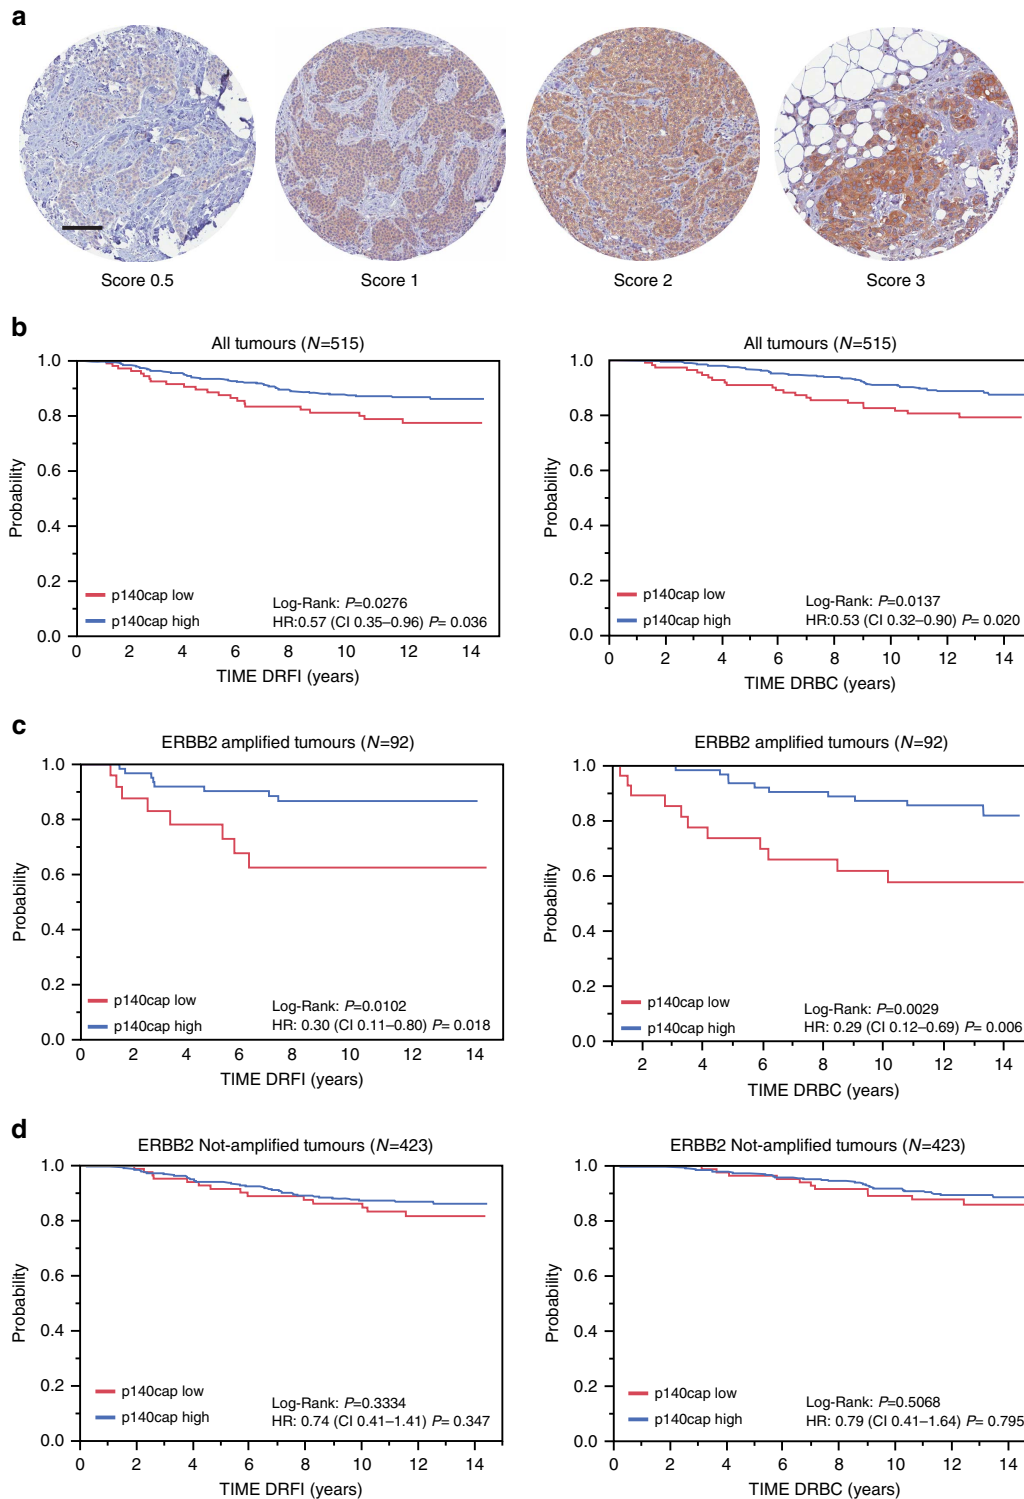 a
Score 0.5
Score 1
Score 2
Score 3
b
All tumours (N=515)
1.0
0.8
0.6
0.4
0.2
0.0
Probability
p140cap low
p140cap high
Log-Rank: P=0.0276
HR:0.57 (CI 0.35–0.96) P= 0.036
0 2 4 6 8 10 12 14
TIME DRFI (years)
All tumours (N=515)
1.0
0.8
0.6
0.4
0.2
0.0
Probability
p140cap low
p140cap high
Log-Rank: P=0.0137
HR:0.53 (CI 0.32–0.90) P= 0.020
0 2 4 6 8 10 12 14
TIME DRBC (years)
c
ERBB2 amplified tumours (N=92)
1.0
0.8
0.6
0.4
0.2
0.0
Probability
p140cap low
p140cap high
Log-Rank: P=0.0102
HR: 0.30 (CI 0.11–0.80) P= 0.018
0 2 4 6 8 10 12 14
TIME DRFI (years)
ERBB2 amplified tumours (N=92)
1.0
0.8
0.6
0.4
0.2
0.0
Probability
p140cap low
p140cap high
Log-Rank: P=0.0029
HR: 0.29 (CI 0.12–0.69) P= 0.006
2 4 6 8 10 12 14
TIME DRBC (years)
d
ERBB2 Not-amplified tumours (N=423)
1.0
0.8
0.6
0.4
0.2
0.0
Probability
p140cap low
p140cap high
Log-Rank: P=0.3334
HR: 0.74 (CI 0.41–1.41) P= 0.347
0 2 4 6 8 10 12 14
TIME DRFI (years)
ERBB2 Not-amplified tumours (N=423)
1.0
0.8
0.6
0.4
0.2
0.0
Probability
p140cap low
p140cap high
Log-Rank: P=0.5068
HR: 0.79 (CI 0.41–1.64) P= 0.795
0 2 4 6 8 10 12 14
TIME DRBC (years)